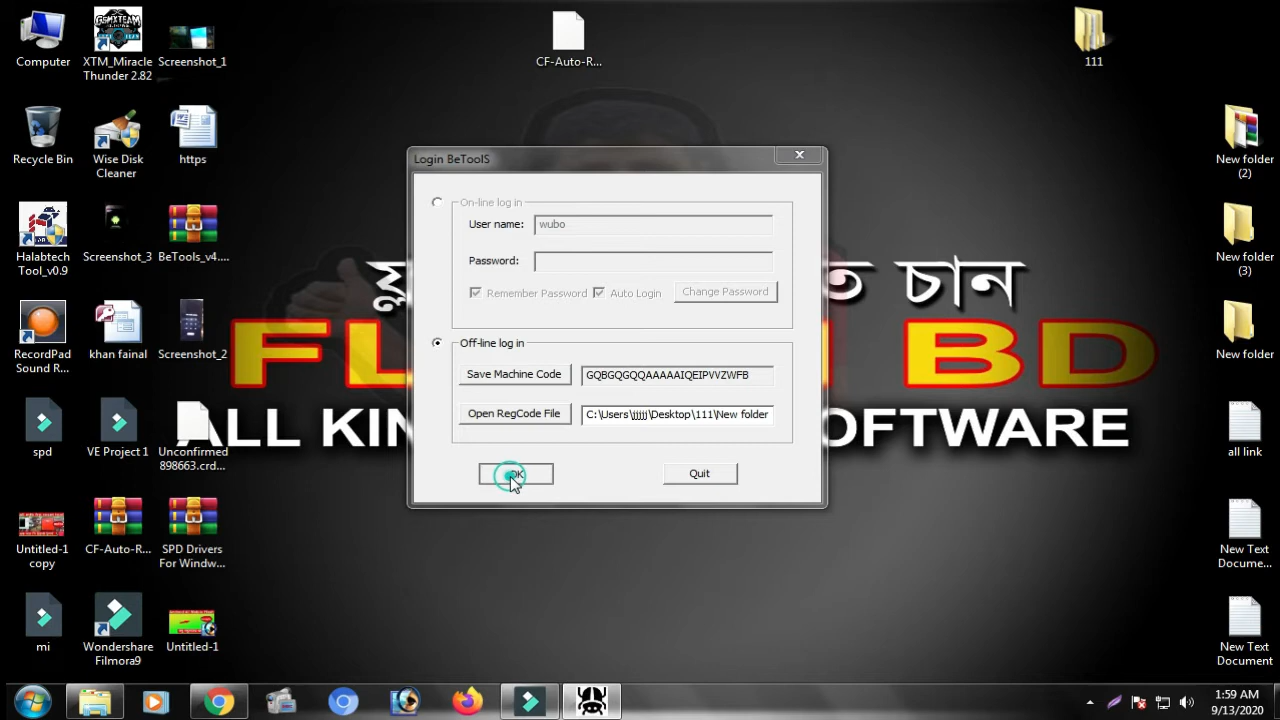 Computer
XTM_Miracle
Thunder 2.82
Screenshot_1
CF-Auto-R...
111
Recycle Bin
Wise Disk
Cleaner
https
New folder
(2)
Halabtech
Tool_v0.9
Screenshot_3
BeTools_v4....
New folder
(3)
RecordPad
Sound R...
khan fainal
Screenshot_2
New folder
spd
VE Project 1
Unconfirmed
898663.crd...
all link
Untitled-1
copy
CF-Auto-R...
SPD Drivers
For Windw...
New Text
Docume...
mi
Wondershare
Filmora9
Untitled-1
New Text
Document
Login BeToolS
On-line log in
User name:
wubo
Password:
Remember Password
Auto Login
Change Password
Off-line log in
Save Machine Code
GQBGQGQQAAAAAIQEIPVVZWFB
Open RegCode File
C:\Users\jjjjj\Desktop\111\New folder
OK
Quit
চান
BD
ALL KIN
OFTWARE
1:59 AM
9/13/2020